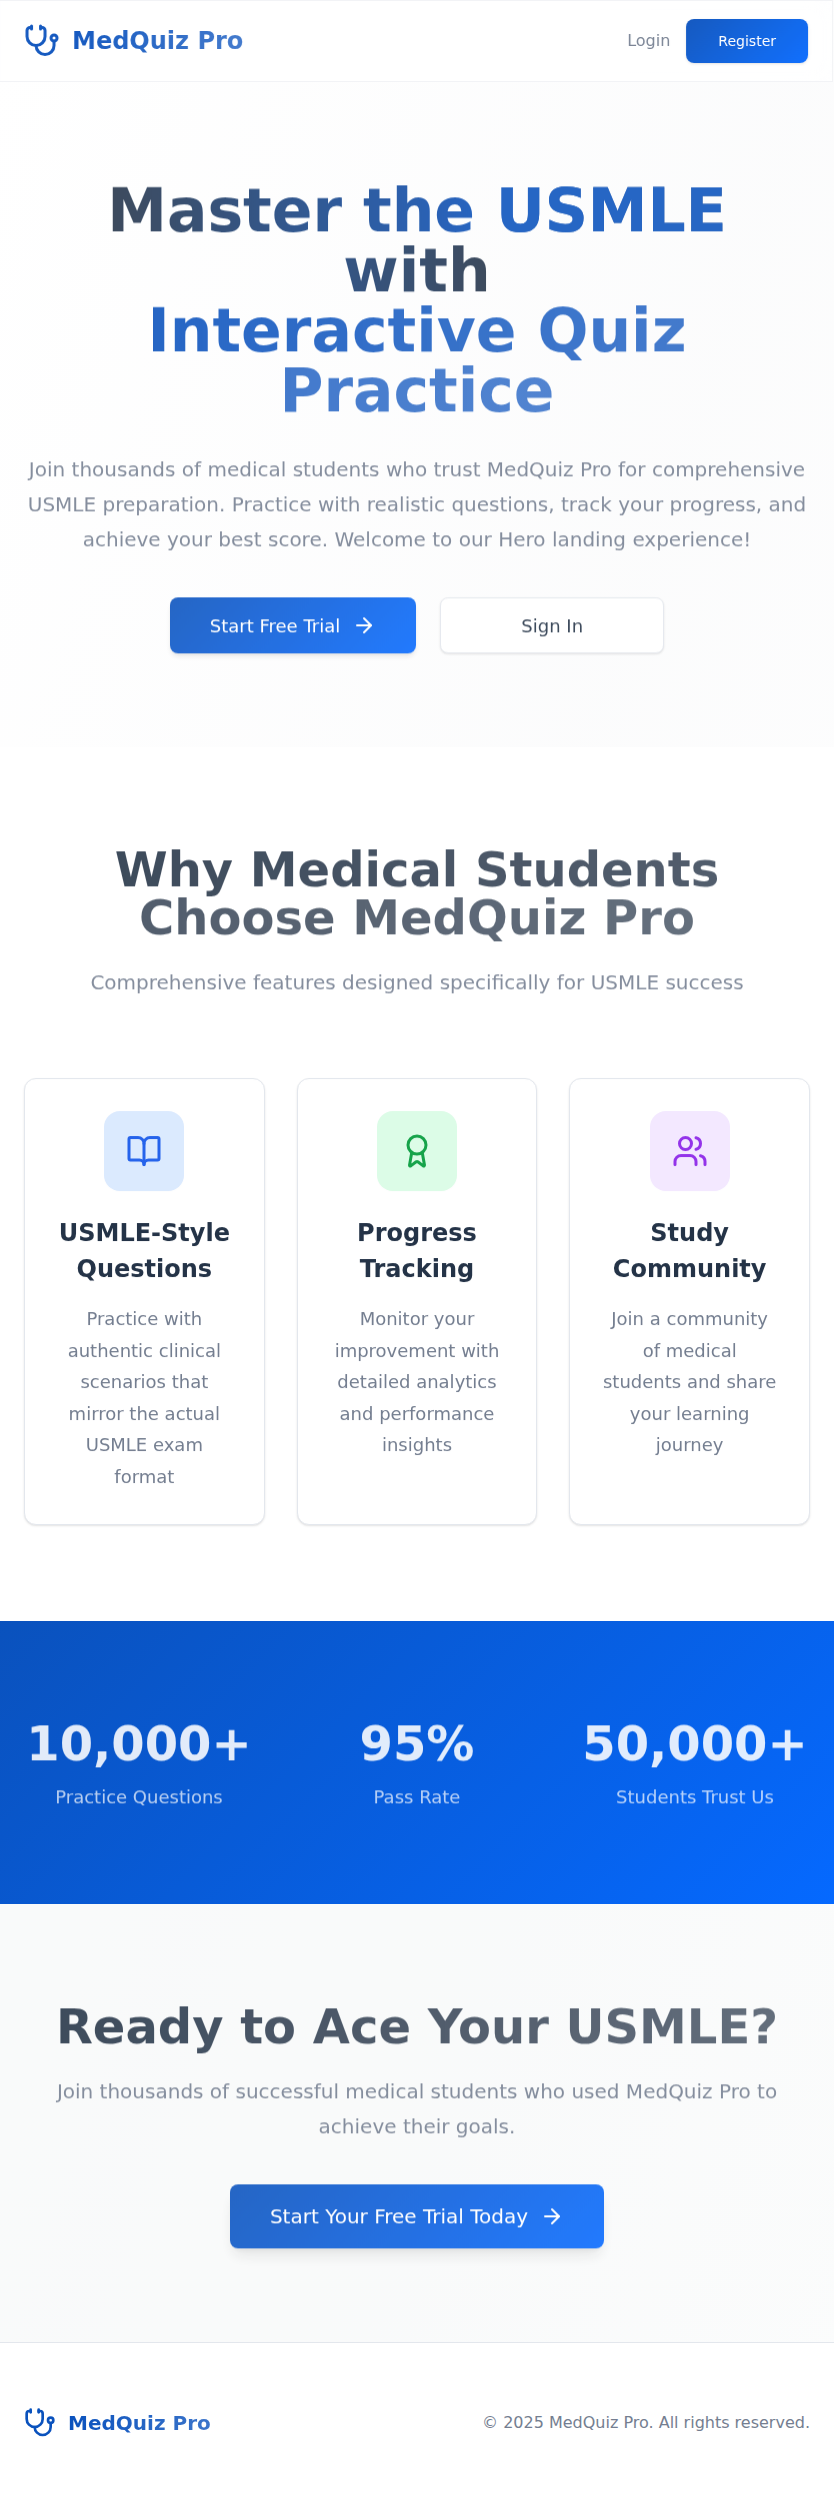 MedQuiz Pro
Login
Register
Master the USMLE
with
Interactive Quiz
Practice
Join thousands of medical students who trust MedQuiz Pro for comprehensive
USMLE preparation. Practice with realistic questions, track your progress, and
achieve your best score. Welcome to our Hero landing experience!
Start Free Trial
Sign In
Why Medical Students
Choose MedQuiz Pro
Comprehensive features designed specifically for USMLE success
USMLE-Style
Questions
Practice with
authentic clinical
scenarios that
mirror the actual
USMLE exam
format
Progress
Tracking
Monitor your
improvement with
detailed analytics
and performance
insights
Study
Community
Join a community
of medical
students and share
your learning
journey
10,000+
Practice Questions
95%
Pass Rate
50,000+
Students Trust Us
Ready to Ace Your USMLE?
Join thousands of successful medical students who used MedQuiz Pro to
achieve their goals.
Start Your Free Trial Today
MedQuiz Pro
© 2025 MedQuiz Pro. All rights reserved.